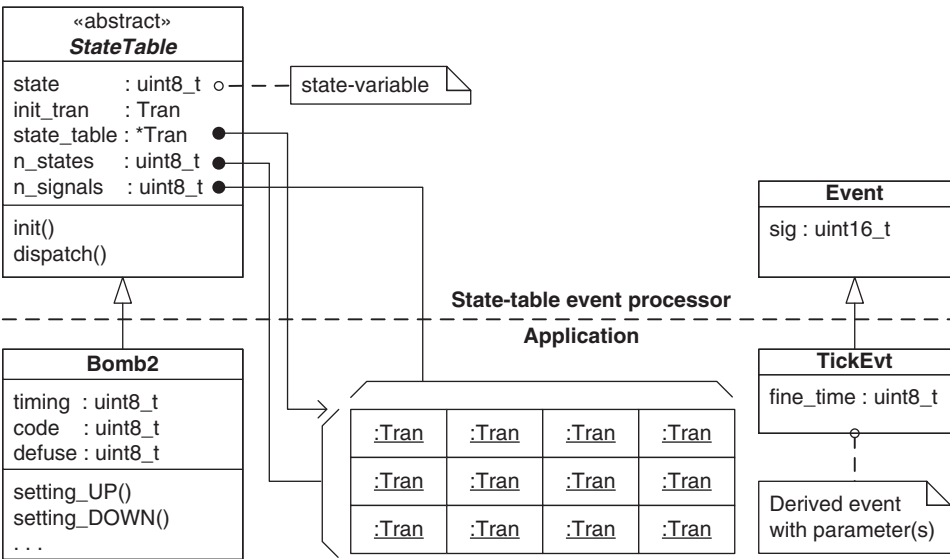 «abstract»
StateTable
state : uint8_t
init_tran : Tran
state_table : *Tran
n_states : uint8_t
n_signals : uint8_t
init()
dispatch()
state-variable
Event
sig : uint16_t
State-table event processor
Application
Bomb2
timing : uint8_t
code : uint8_t
defuse : uint8_t
setting_UP()
setting_DOWN()
. . .
:Tran :Tran :Tran :Tran
:Tran :Tran :Tran :Tran
:Tran :Tran :Tran :Tran
TickEvt
fine_time : uint8_t
Derived event
with parameter(s)